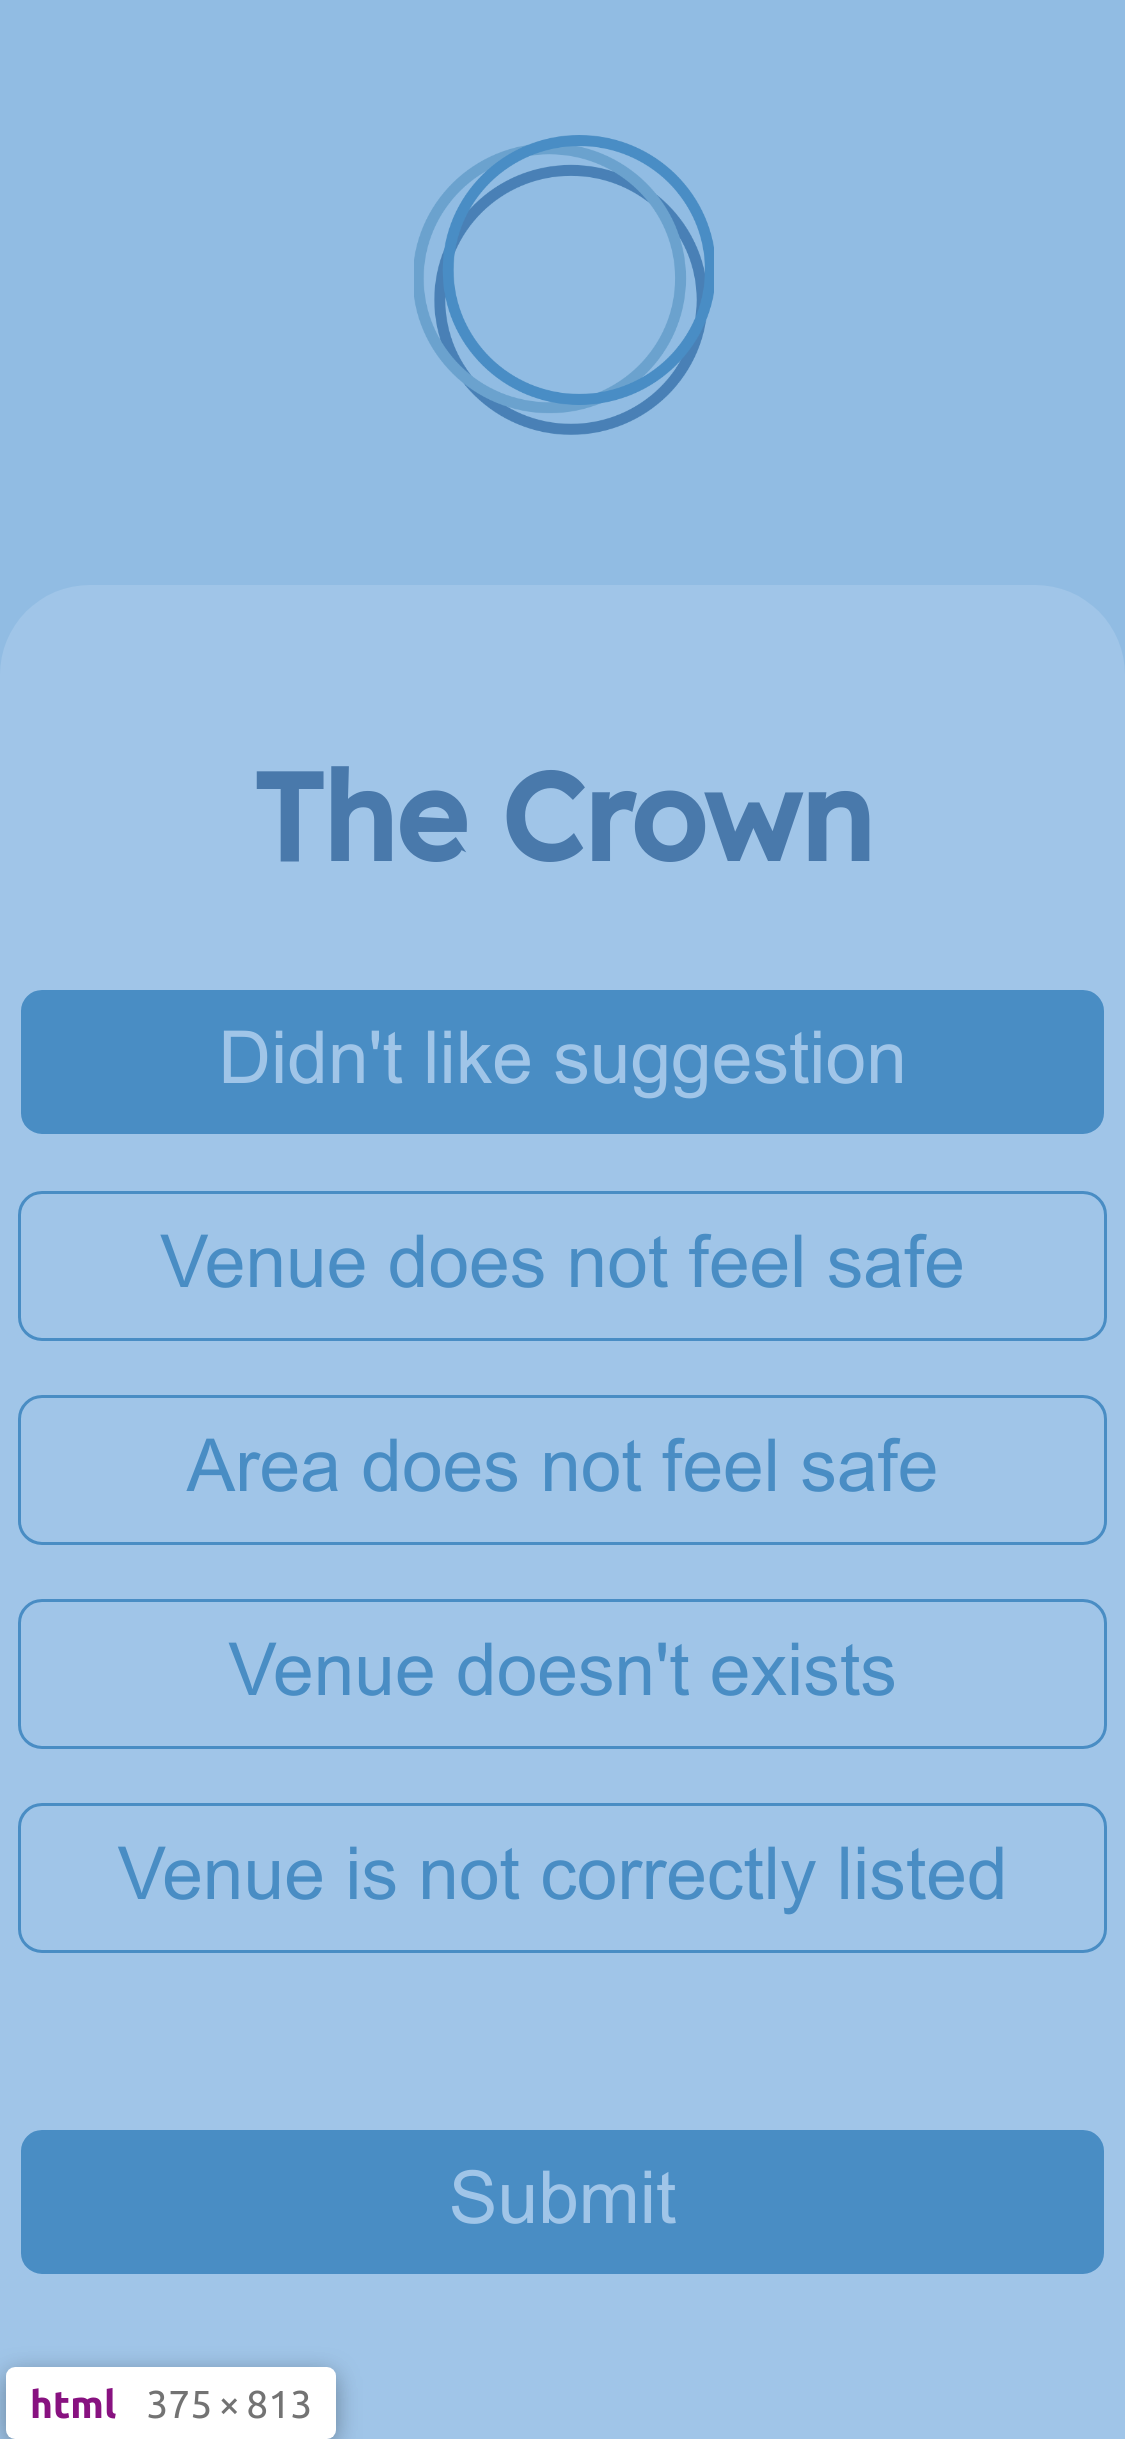 The Crown
Didn't like suggestion
Venue does not feel safe
Area does not feel safe
Venue doesn't exists
Venue is not correctly listed
Submit
html 375 × 813